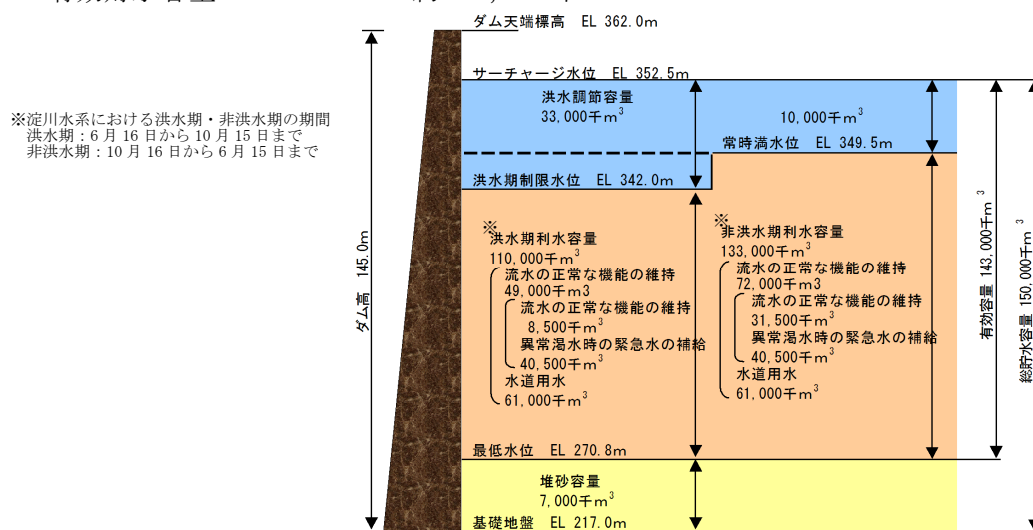 ダム天端標高 EL 362.0m
サーチャージ水位 EL 352.5m
※淀川水系における洪水期・非洪水期の期間
洪水期：6月16日から10月15日まで
非洪水期：10月16日から6月15日まで
洪水調節容量
33,000千m3
10,000千m3
常時満水位 EL 349.5m
洪水期制限水位 EL 342.0m
※
洪水期利水容量
110,000千m3
流水の正常な機能の維持
49,000千m3
流水の正常な機能の維持
8,500千m3
異常渇水時の緊急水の補給
40,500千m3
水道用水
61,000千m3
※
非洪水期利水容量
133,000千m3
流水の正常な機能の維持
72,000千m3
流水の正常な機能の維持
31,500千m3
異常渇水時の緊急水の補給
40,500千m3
水道用水
61,000千m3
ダム高 145.0m
有効容量 143,000千m3
総貯水容量 150,000千m3
最低水位 EL 270.8m
堆砂容量
7,000千m3
基礎地盤 EL 217.0m